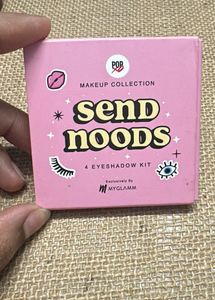 POP
MAKEUP COLLECTION
send
noods
4 EYESHADOW KIT
Exclusively By
MYGLAMM